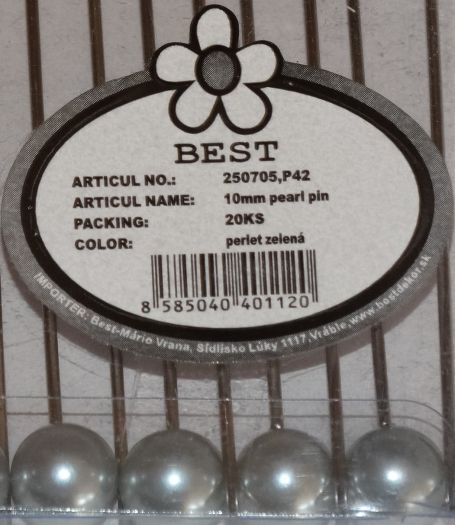 BEST
ARTICUL NO.: 250705,P42
ARTICUL NAME: 10mm pearl pin
PACKING: 20KS
COLOR: perlet zelená
8 585040 401120
IMPORTER: Best-Mário Vrana, Sídlisko Lúky 1117,Vráble,www.bestdekor.sk